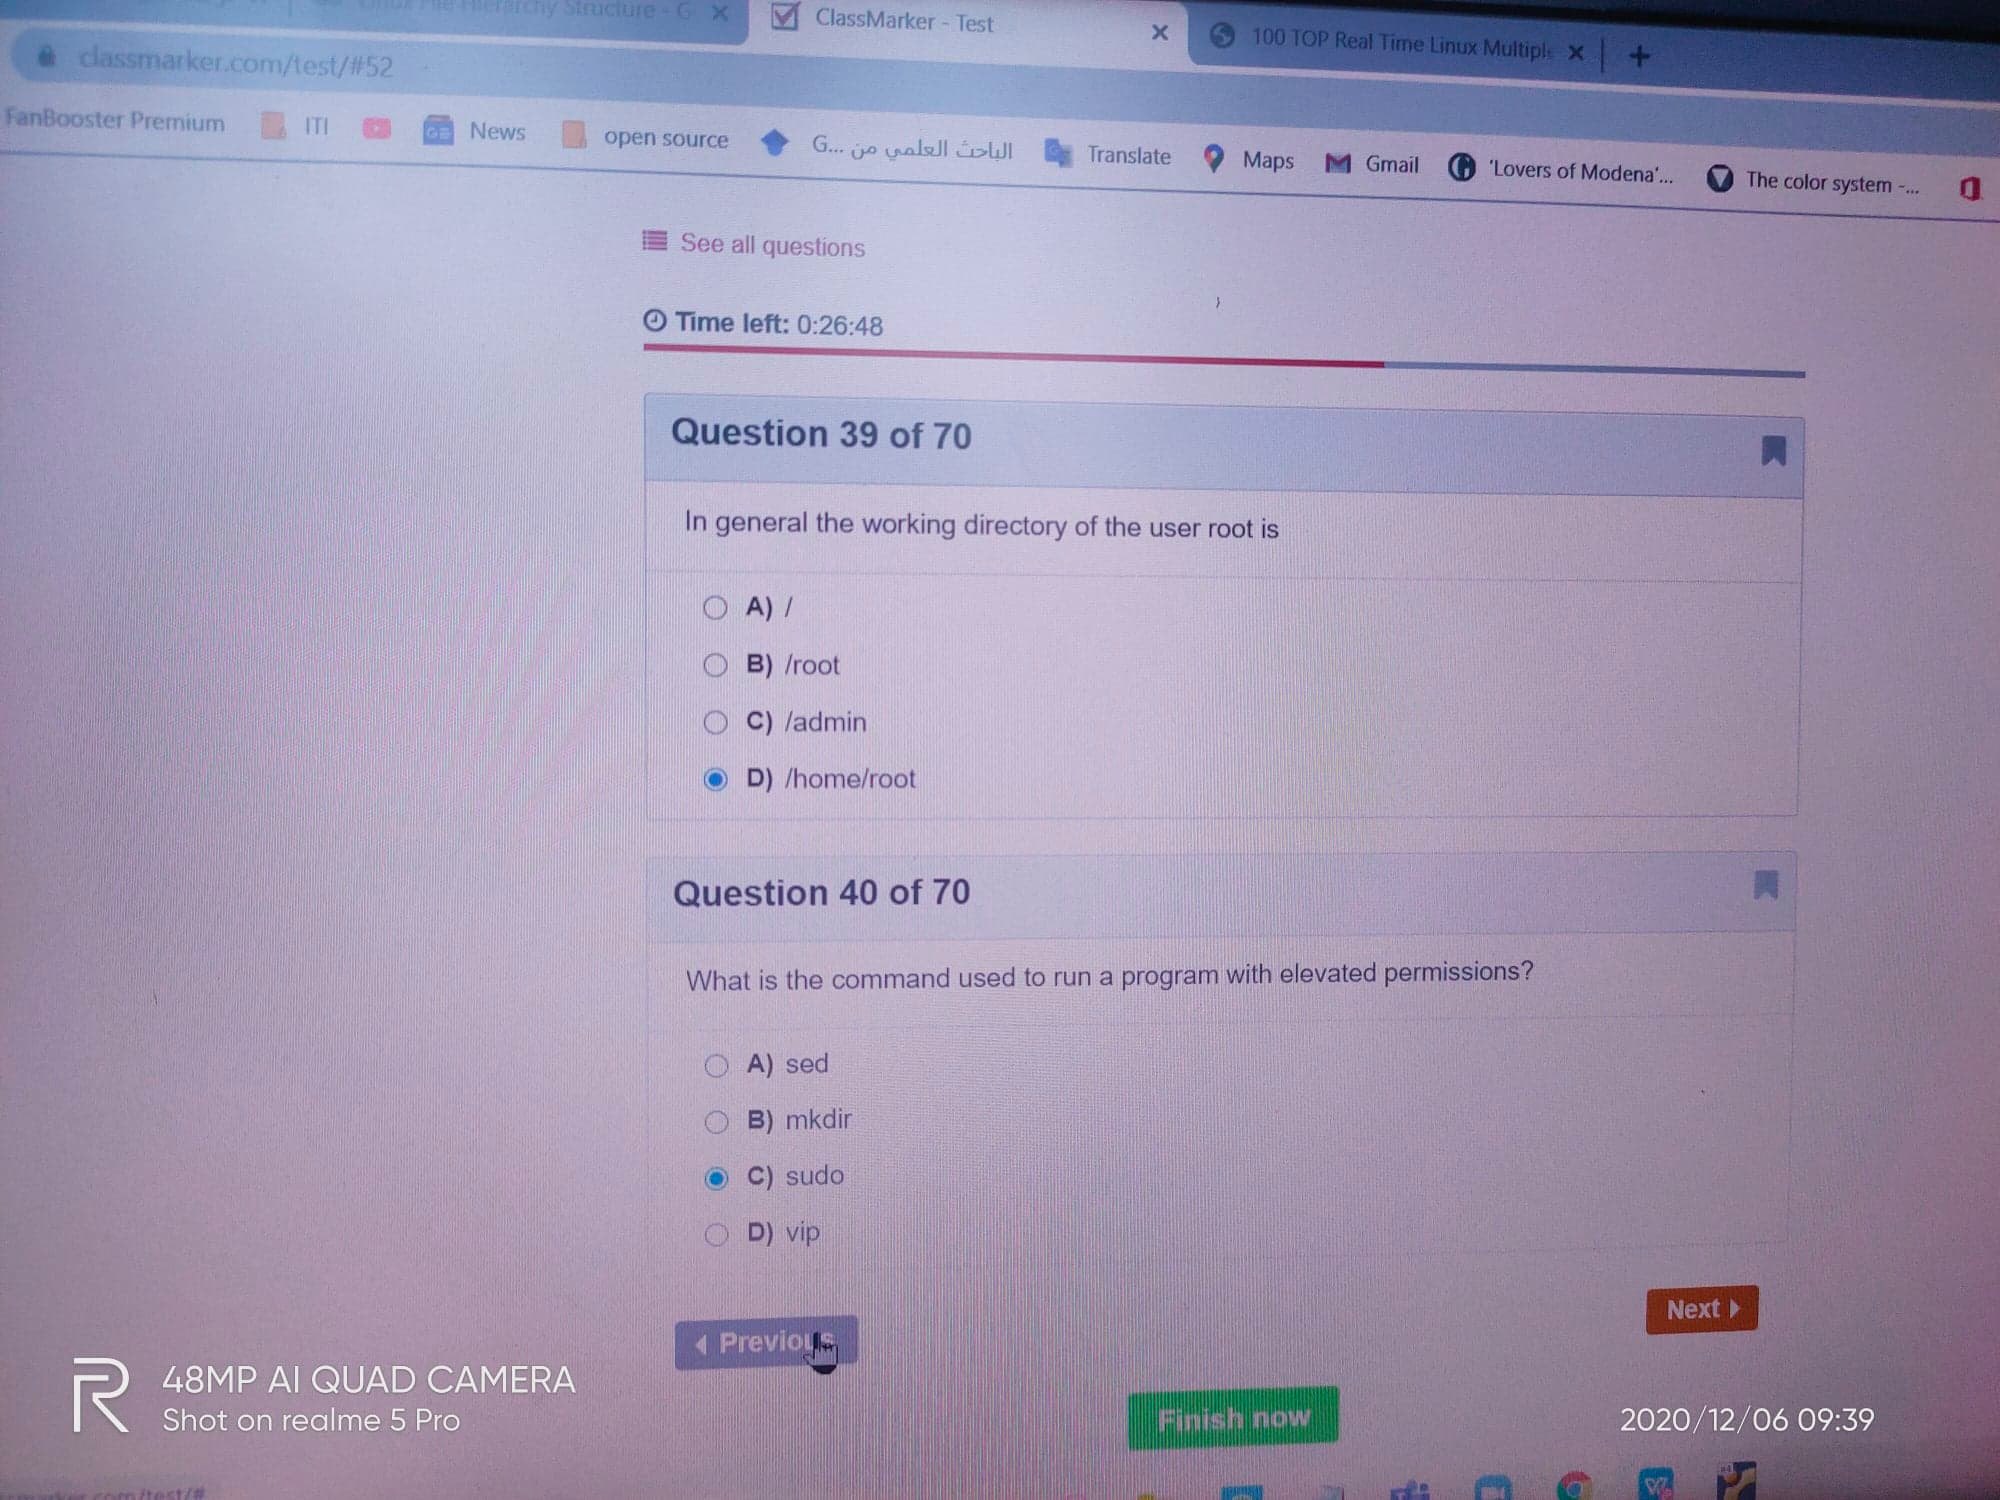 Linux File Hierarchy Structure - G
ClassMarker - Test
100 TOP Real Time Linux Multiple
classmarker.com/test/#52
FanBooster Premium
ITI
GE
News
open source
الباحث العلمي من ...G
Translate
Maps
Gmail
'Lovers of Modena'...
The color system -...
See all questions
Time left: 0:26:48
Question 39 of 70
In general the working directory of the user root is
A) /
B) /root
C) /admin
D) /home/root
Question 40 of 70
What is the command used to run a program with elevated permissions?
A) sed
B) mkdir
C) sudo
D) vip
Next
Previous
Finish now
48MP AI QUAD CAMERA
Shot on realme 5 Pro
2020/12/06 09:39